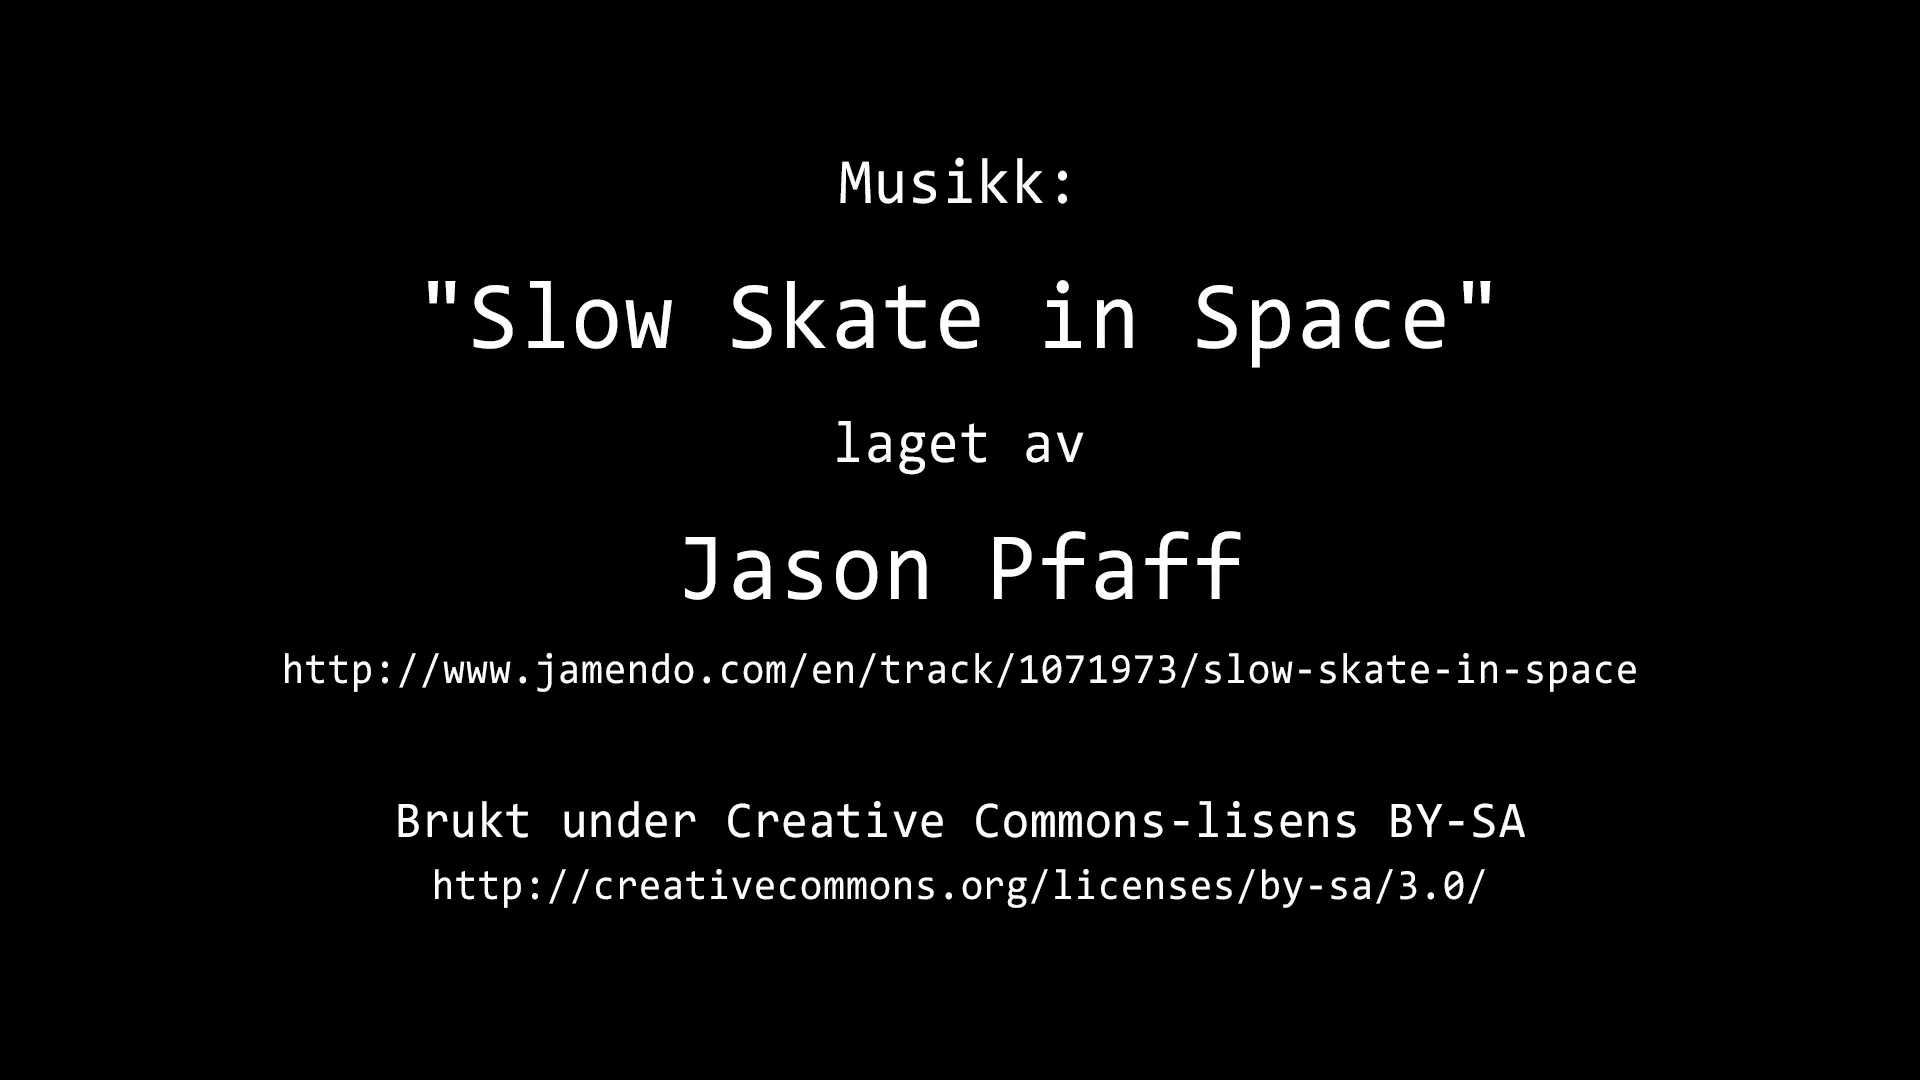 Musikk:
"Slow Skate in Space"
laget av
Jason Pfaff
http://www.jamendo.com/en/track/1071973/slow-skate-in-space
Brukt under Creative Commons-lisens BY-SA
http://creativecommons.org/licenses/by-sa/3.0/